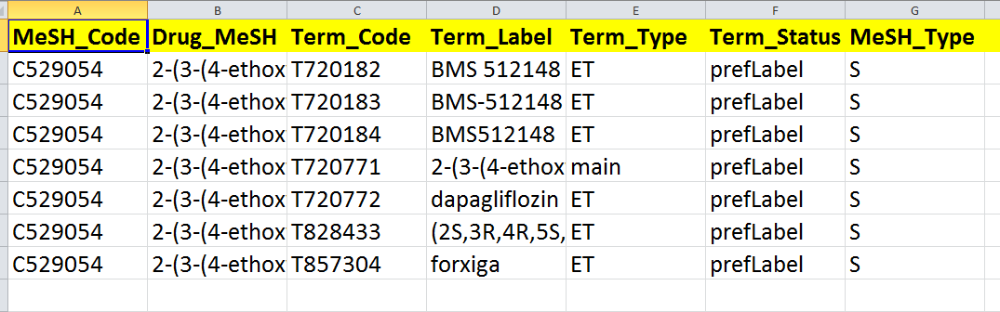 A B C D E F G
MeSH_Code Drug_MeSH Term_Code Term_Label Term_Type Term_Status MeSH_Type
C529054 2-(3-(4-ethox T720182 BMS 512148 ET prefLabel S
C529054 2-(3-(4-ethox T720183 BMS-512148 ET prefLabel S
C529054 2-(3-(4-ethox T720184 BMS512148 ET prefLabel S
C529054 2-(3-(4-ethox T720771 2-(3-(4-ethox main prefLabel S
C529054 2-(3-(4-ethox T720772 dapagliflozin ET prefLabel S
C529054 2-(3-(4-ethox T828433 (2S,3R,4R,5S, ET prefLabel S
C529054 2-(3-(4-ethox T857304 forxiga ET prefLabel S